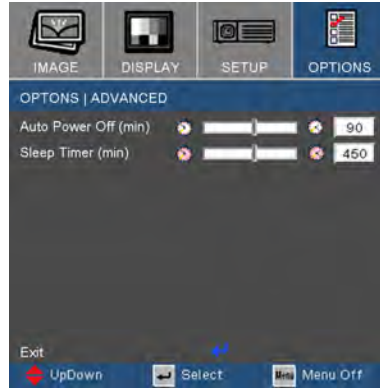 IMAGE DISPLAY SETUP OPTIONS
OPTONS | ADVANCED
Auto Power Off (min) 90
Sleep Timer (min) 450
Exit
UpDown Select Menu Menu Off